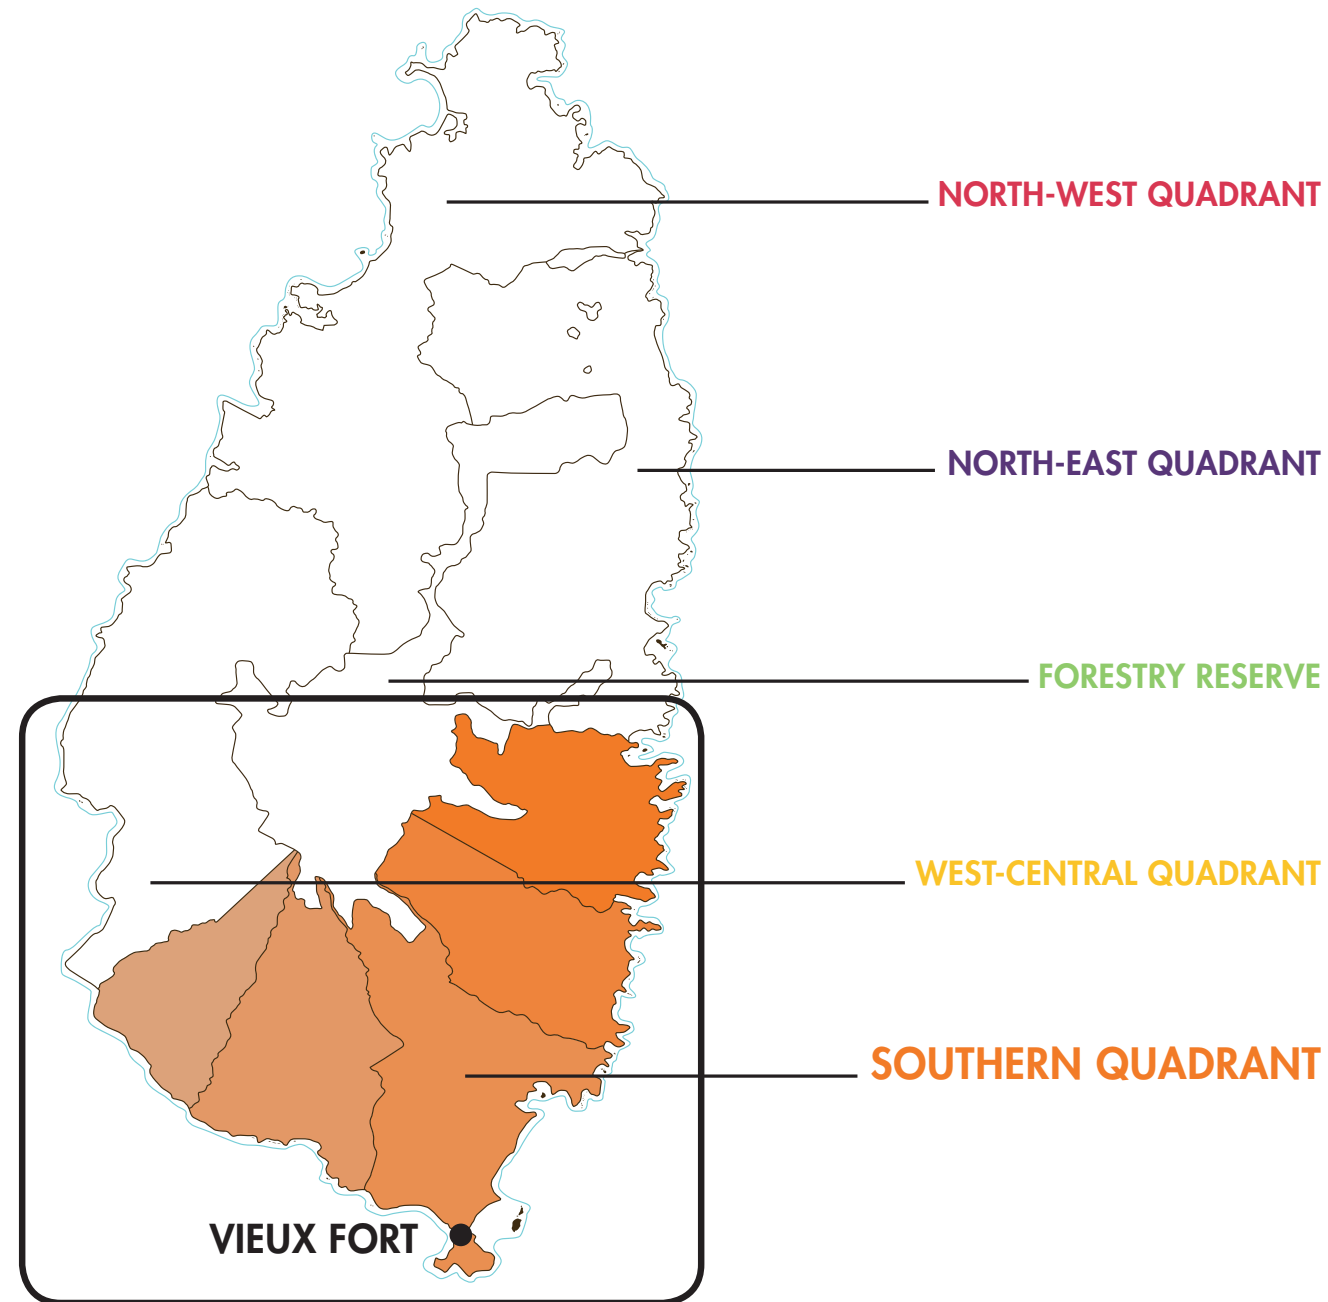 NORTH-WEST QUADRANT
NORTH-EAST QUADRANT
FORESTRY RESERVE
WEST-CENTRAL QUADRANT
SOUTHERN QUADRANT
VIEUX FORT